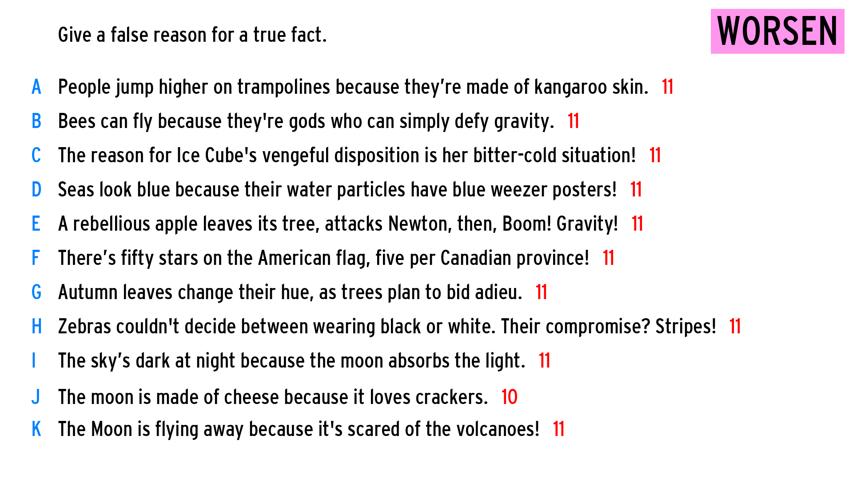 Give a false reason for a true fact.
WORSEN
A People jump higher on trampolines because they're made of kangaroo skin. 11
B Bees can fly because they're gods who can simply defy gravity. 11
C The reason for Ice Cube's vengeful disposition is her bitter-cold situation! 11
D Seas look blue because their water particles have blue weezer posters! 11
E A rebellious apple leaves its tree, attacks Newton, then, Boom! Gravity! 11
F There's fifty stars on the American flag, five per Canadian province! 11
G Autumn leaves change their hue, as trees plan to bid adieu. 11
H Zebras couldn't decide between wearing black or white. Their compromise? Stripes! 11
I The sky's dark at night because the moon absorbs the light. 11
J The moon is made of cheese because it loves crackers. 10
K The Moon is flying away because it's scared of the volcanoes! 11